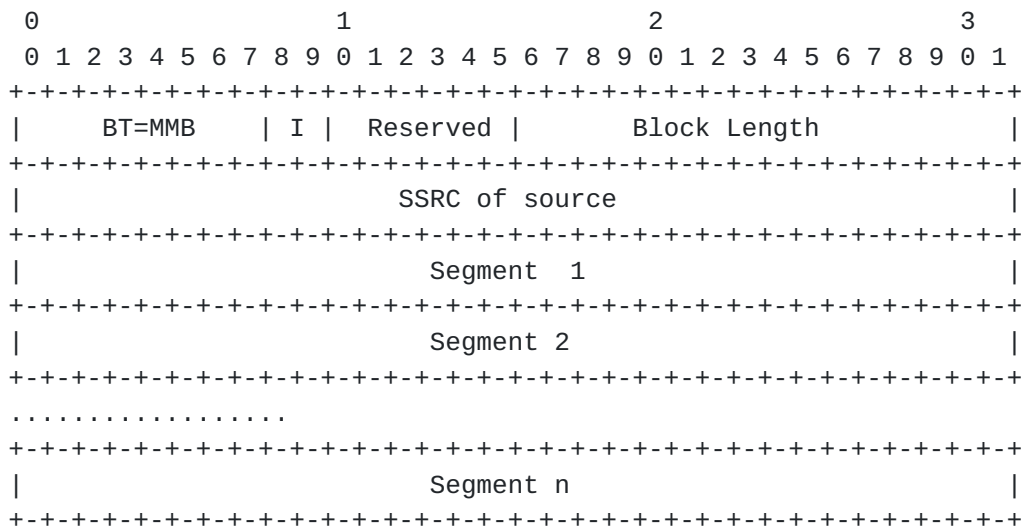 0                   1                   2                   3
 0 1 2 3 4 5 6 7 8 9 0 1 2 3 4 5 6 7 8 9 0 1 2 3 4 5 6 7 8 9 0 1
+-+-+-+-+-+-+-+-+-+-+-+-+-+-+-+-+-+-+-+-+-+-+-+-+-+-+-+-+-+-+-+-+
|     BT=MMB    | I |  Reserved |       Block Length            |
+-+-+-+-+-+-+-+-+-+-+-+-+-+-+-+-+-+-+-+-+-+-+-+-+-+-+-+-+-+-+-+-+
|                        SSRC of source                         |
+-+-+-+-+-+-+-+-+-+-+-+-+-+-+-+-+-+-+-+-+-+-+-+-+-+-+-+-+-+-+-+-+
|                          Segment  1                           |
+-+-+-+-+-+-+-+-+-+-+-+-+-+-+-+-+-+-+-+-+-+-+-+-+-+-+-+-+-+-+-+-+
|                          Segment 2                            |
+-+-+-+-+-+-+-+-+-+-+-+-+-+-+-+-+-+-+-+-+-+-+-+-+-+-+-+-+-+-+-+-+
..................
+-+-+-+-+-+-+-+-+-+-+-+-+-+-+-+-+-+-+-+-+-+-+-+-+-+-+-+-+-+-+-+-+
|                          Segment n                            |
+-+-+-+-+-+-+-+-+-+-+-+-+-+-+-+-+-+-+-+-+-+-+-+-+-+-+-+-+-+-+-+-+